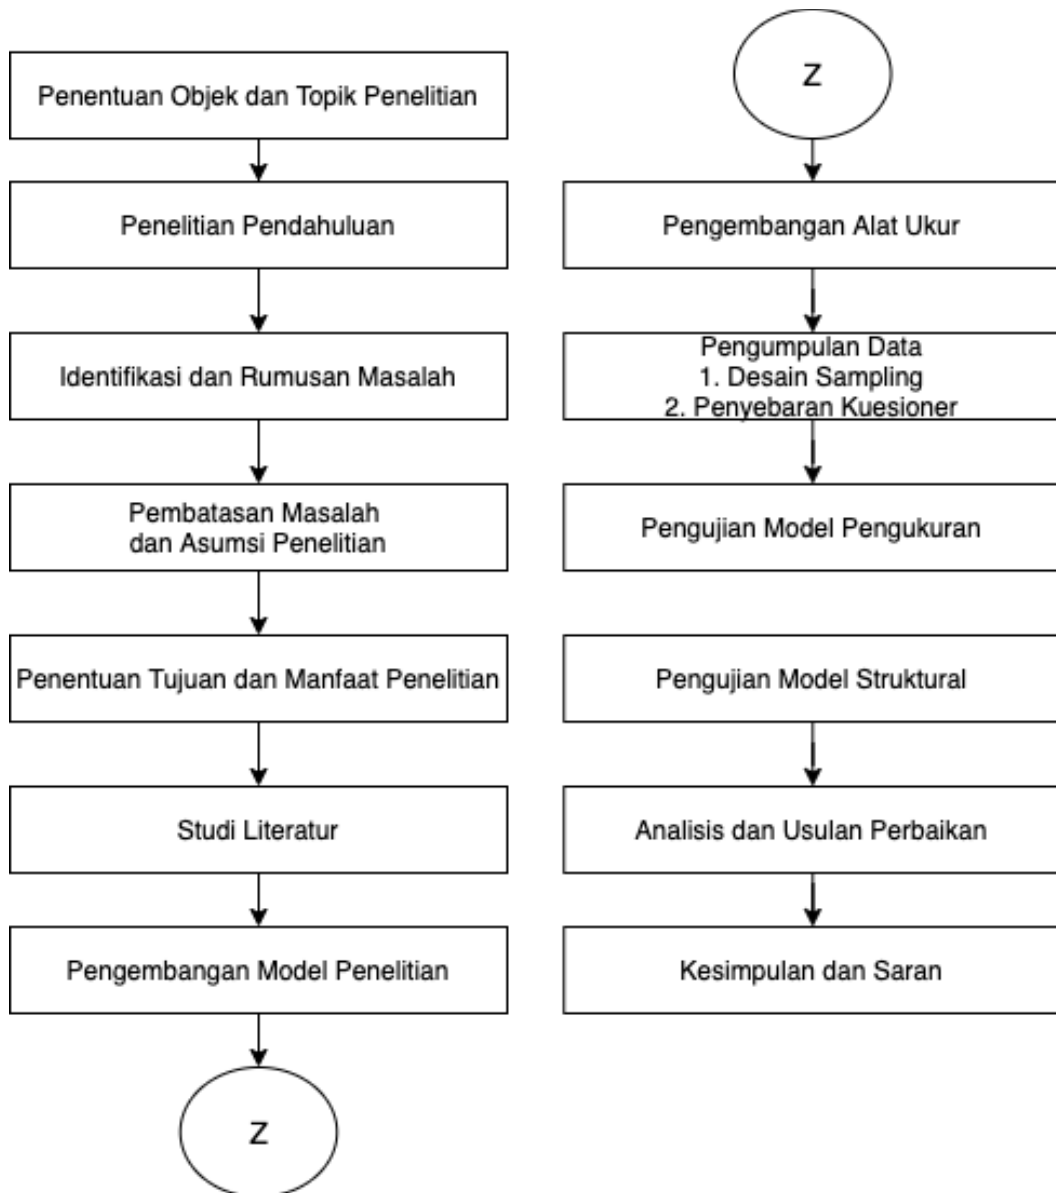 Penentuan Objek dan Topik Penelitian
Penelitian Pendahuluan
Identifikasi dan Rumusan Masalah
Pembatasan Masalah
dan Asumsi Penelitian
Penentuan Tujuan dan Manfaat Penelitian
Studi Literatur
Pengembangan Model Penelitian
Z
Z
Pengembangan Alat Ukur
Pengumpulan Data
1. Desain Sampling
2. Penyebaran Kuesioner
Pengujian Model Pengukuran
Pengujian Model Struktural
Analisis dan Usulan Perbaikan
Kesimpulan dan Saran